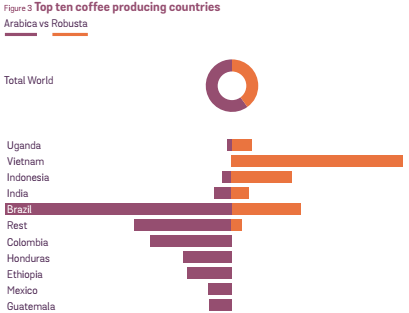 Figure 3 Top ten coffee producing countries
Arabica vs Robusta
Total World
Uganda
Vietnam
Indonesia
India
Brazil
Rest
Colombia
Honduras
Ethiopia
Mexico
Guatemala